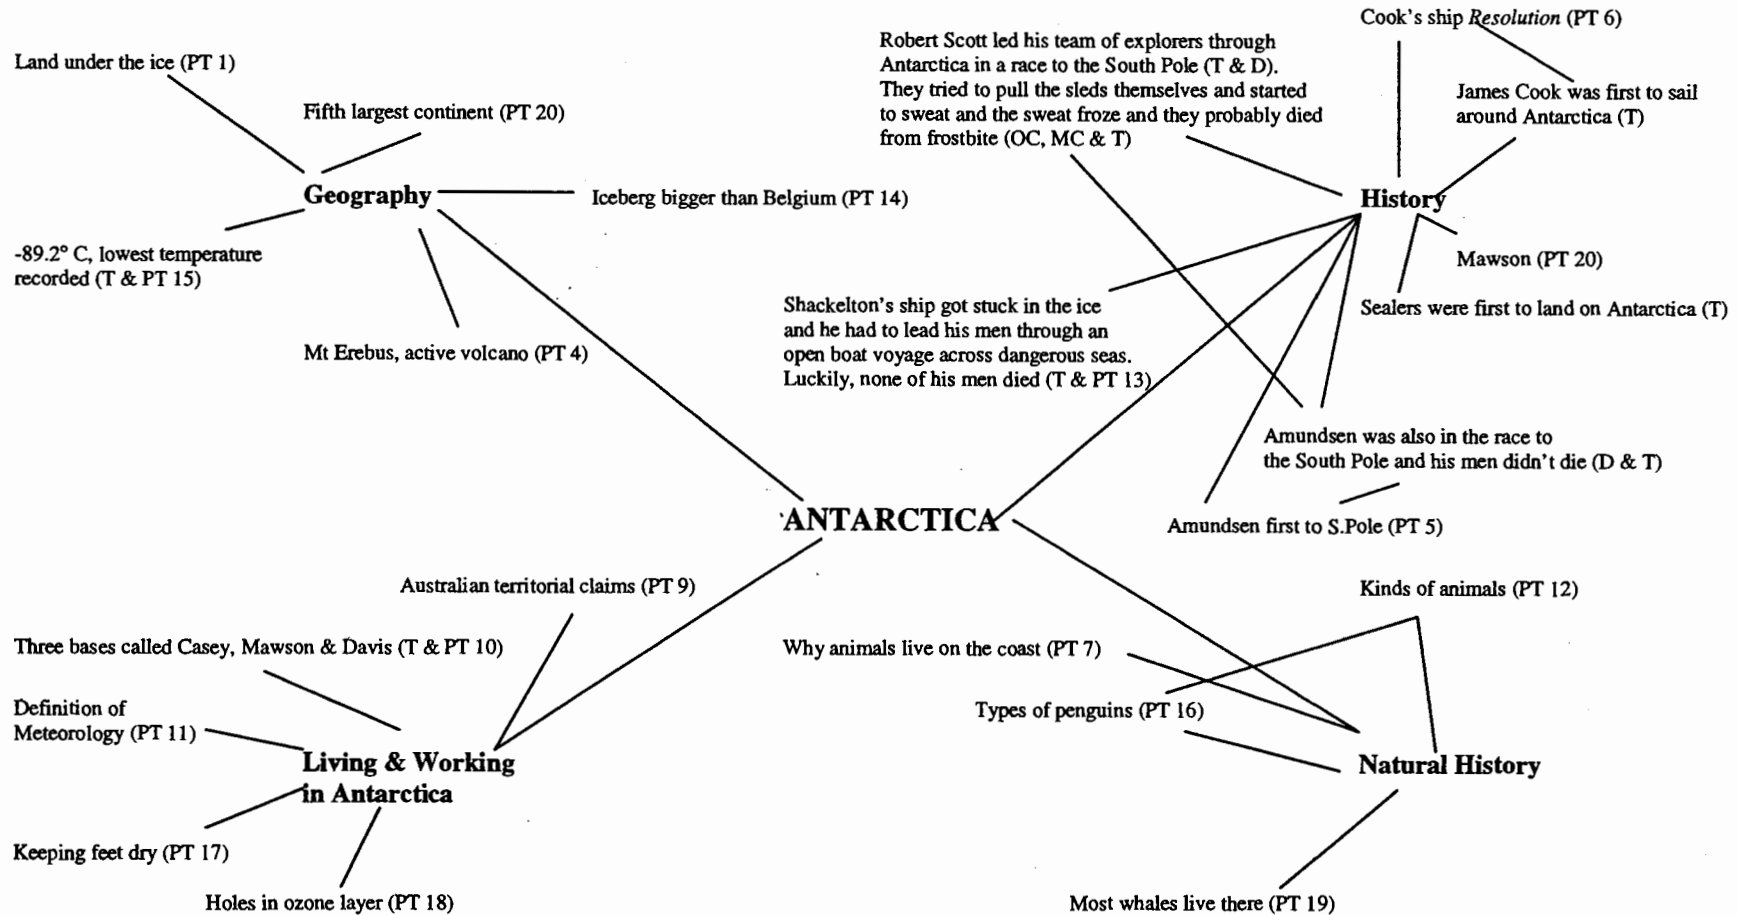 Cook's ship Resolution (PT 6)
Robert Scott led his team of explorers through
Antarctica in a race to the South Pole (T & D).
They tried to pull the sleds themselves and started
to sweat and the sweat froze and they probably died
from frostbite (OC, MC & T)
Land under the ice (PT 1)
James Cook was first to sail
around Antarctica (T)
Fifth largest continent (PT 20)
Geography
Iceberg bigger than Belgium (PT 14)
History
-89.2° C, lowest temperature
recorded (T & PT 15)
Mawson (PT 20)
Sealers were first to land on Antarctica (T)
Shackelton's ship got stuck in the ice
and he had to lead his men through an
open boat voyage across dangerous seas.
Luckily, none of his men died (T & PT 13)
Mt Erebus, active volcano (PT 4)
Amundsen was also in the race to
the South Pole and his men didn't die (D & T)
ANTARCTICA
Amundsen first to S.Pole (PT 5)
Australian territorial claims (PT 9)
Kinds of animals (PT 12)
Three bases called Casey, Mawson & Davis (T & PT 10)
Why animals live on the coast (PT 7)
Definition of
Meteorology (PT 11)
Types of penguins (PT 16)
Living & Working
in Antarctica
Natural History
Keeping feet dry (PT 17)
Holes in ozone layer (PT 18)
Most whales live there (PT 19)